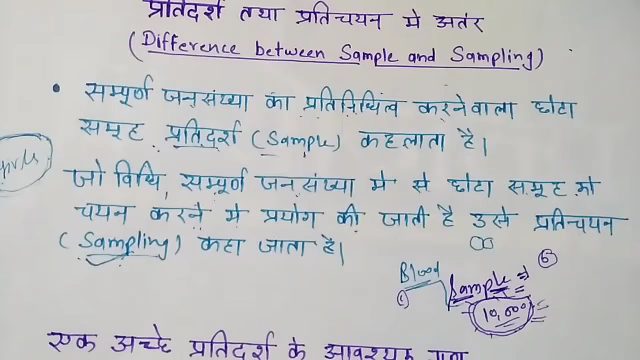 प्रतिदर्श तथा प्रतिचयन मे अंतर
(Difference between Sample and Sampling)
• सम्पूर्ण जनसंख्या का प्रतिनिधित्व करनेवाला छोटा
समूह प्रतिदर्श (Sample) कहलाता है।
जो विधि, सम्पूर्ण जनसंख्या मे से छोटा समूह को
चयन करने मे प्रयोग की जाती है उसे प्रतिचयन
(Sampling) कहा जाता है।
Blood
Sample
10,000
एक अच्छे प्रतिदर्श के आवश्यक गुण